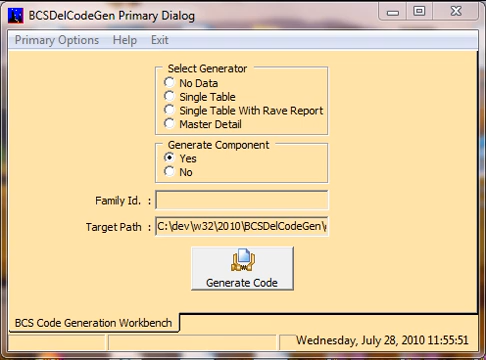 BCSDelCodeGen Primary Dialog
Primary Options Help Exit
Select Generator
No Data
Single Table
Single Table With Rave Report
Master Detail
Generate Component
Yes
No
Family Id. :
Target Path : C:\dev\w32\2010\BCSDelCodeGen\
Generate Code
BCS Code Generation Workbench
Wednesday, July 28, 2010 11:55:51